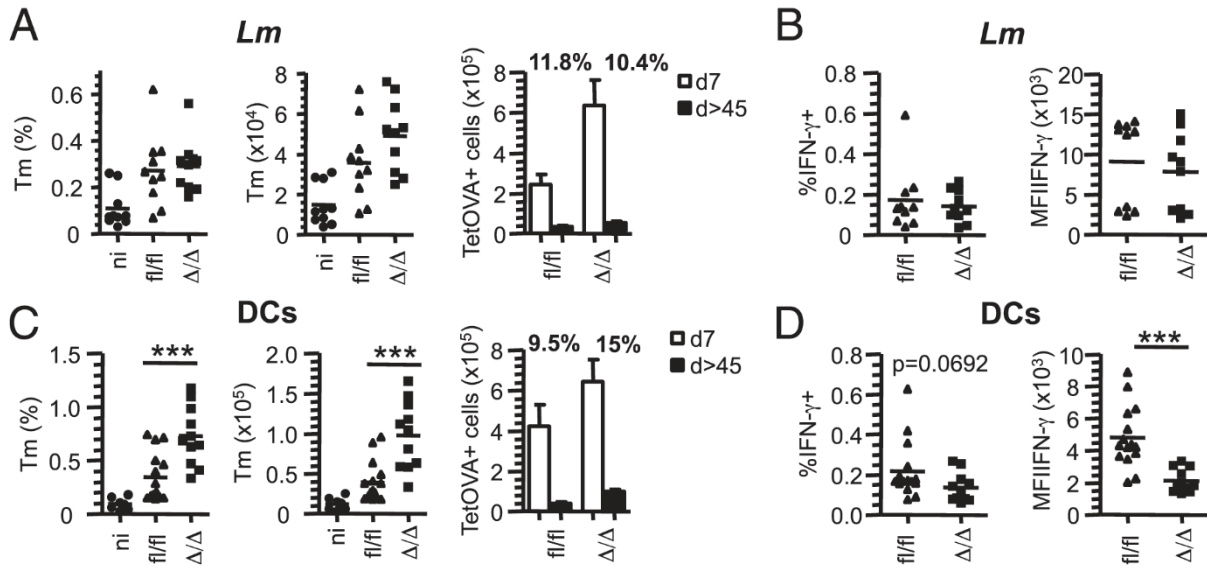 A
Lm
Tm (%)
0.6
0.4
0.2
0
ni
fl/fl
Δ/Δ
Tm (x10⁴)
8
6
4
2
0
ni
fl/fl
Δ/Δ
TetOVA+ cells (x10⁵)
8
6
4
2
0
11.8%
10.4%
d7
d>45
fl/fl
Δ/Δ
B
Lm
%IFN-γ+
0.8
0.6
0.4
0.2
0
fl/fl
Δ/Δ
MFIIFN-γ (x10³)
20
15
10
5
0
fl/fl
Δ/Δ
C
DCs
Tm (%)
1.5
1.0
0.5
0
***
ni
fl/fl
Δ/Δ
Tm (x10⁵)
2.0
1.5
1.0
0.5
0
***
ni
fl/fl
Δ/Δ
TetOVA+ cells (x10⁵)
8
6
4
2
0
9.5%
15%
d7
d>45
fl/fl
Δ/Δ
D
DCs
%IFN-γ+
0.8
0.6
0.4
0.2
0.0
p=0.0692
fl/fl
Δ/Δ
MFIIFN-γ (x10³)
10
8
6
4
2
0
***
fl/fl
Δ/Δ